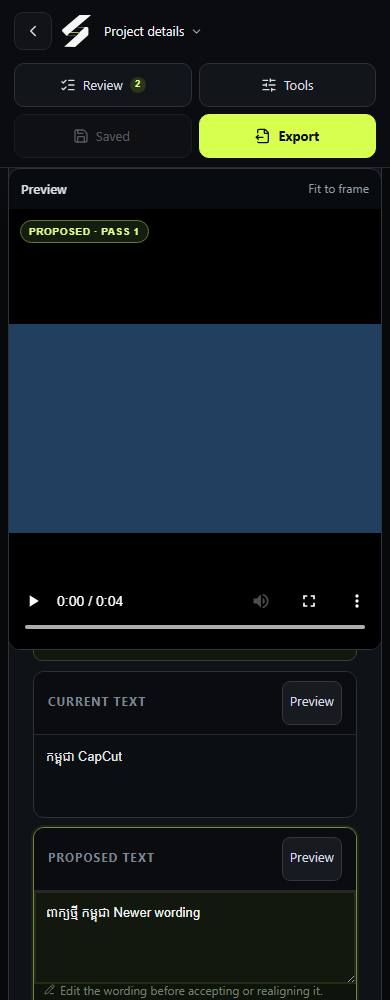 Project details
Review 2
Tools
Saved
Export
Preview
Fit to frame
PROPOSED · PASS 1
0:00 / 0:04
CURRENT TEXT
Preview
កម្ពុជា CapCut
PROPOSED TEXT
Preview
ពាក្យថ្មី កម្ពុជា Newer wording
Edit the wording before accepting or realigning it.